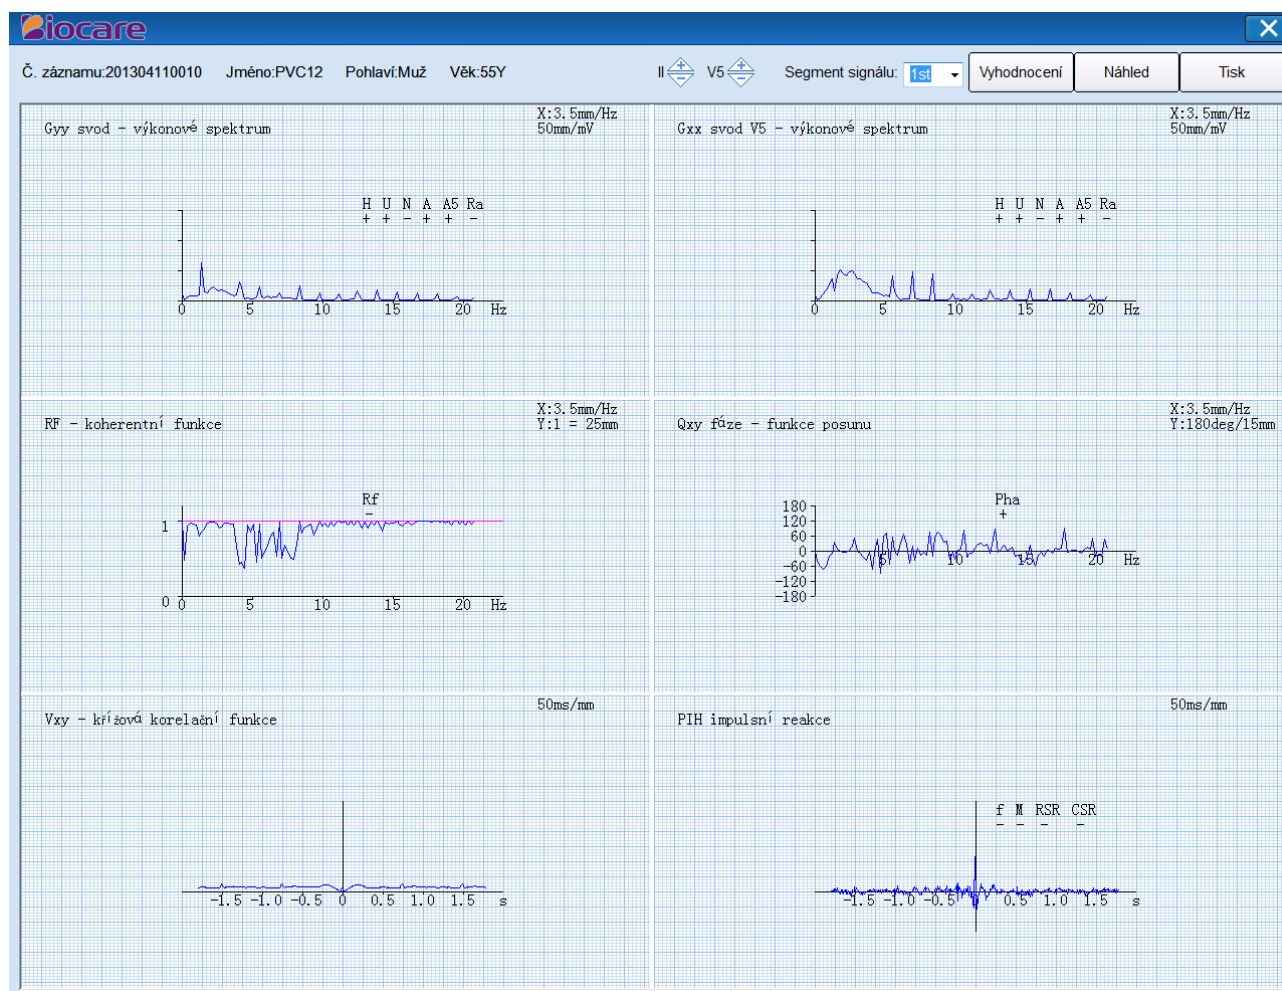 Biocare
Č. záznamu:201304110010 Jméno:PVC12 Pohlaví:Muž Věk:55Y II V5 Segment signálu: 1st Vyhodnocení Náhled Tisk
Gyy svod - výkonové spektrum
X:3.5mm/Hz
50mm/mV
H U N A A5 Ra
+ + - + + -
0 5 10 15 20 Hz
Gxx svod V5 - výkonové spektrum
X:3.5mm/Hz
50mm/mV
H U N A A5 Ra
+ + - + + -
0 5 10 15 20 Hz
RF - koherentní funkce
X:3.5mm/Hz
Y:1 = 25mm
Rf
-
1
0 0 5 10 15 20 Hz
Qxy fáze - funkce posunu
X:3.5mm/Hz
Y:180deg/15mm
Pha
+
180
120
60
0
-60
-120
-180
5 10 15 20 Hz
Vxy - křížová korelační funkce
50ms/mm
-1.5 -1.0 -0.5 0 0.5 1.0 1.5 s
PIH impulsní reakce
50ms/mm
f M RSR CSR
- - - -
-1.5 -1.0 -0.5 0.5 1.0 1.5 s